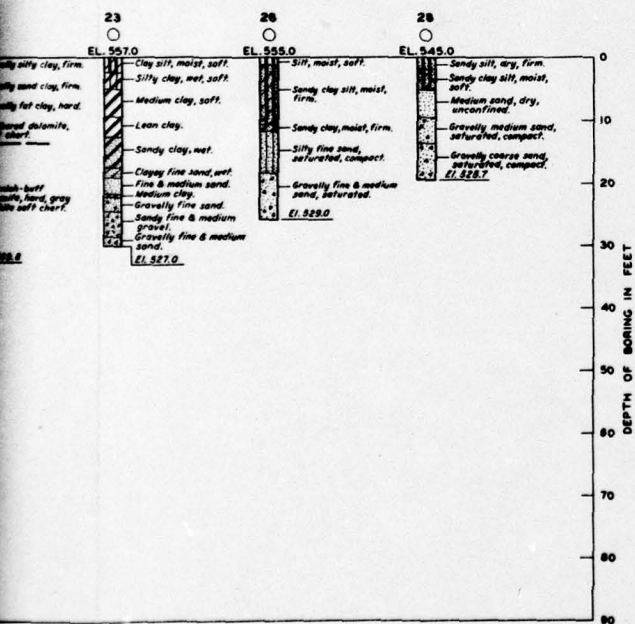 23
EL. 557.0
Clay silt, moist, soft.
Silty clay, wet, soft.
Medium clay, soft.
Lean clay.
Sandy clay, wet.
Clayey fine sand, wet.
Fine & medium sand.
Medium clay.
Gravelly fine sand.
Sandy fine & medium
gravel.
Gravelly fine & medium
sand.
El. 527.0
26
EL. 555.0
Silt, moist, soft.
Sandy clay silt, moist,
firm.
Sandy clay, moist, firm.
Silty fine sand,
saturated, compact.
Gravelly fine & medium
sand, saturated.
El. 529.0
28
EL. 545.0
Sandy silt, dry, firm.
Sandy clay silt, moist,
soft.
Medium sand, dry,
unconfined.
Gravelly medium sand,
saturated, compact.
Gravelly coarse sand,
saturated, compact.
silty clay, firm.
sand clay, firm.
fat clay, hard.
dolomite,
chert.
buff
hard, gray
soft chert.
0
10
20
30
40
50
60
70
80
90
DEPTH OF BORING IN FEET